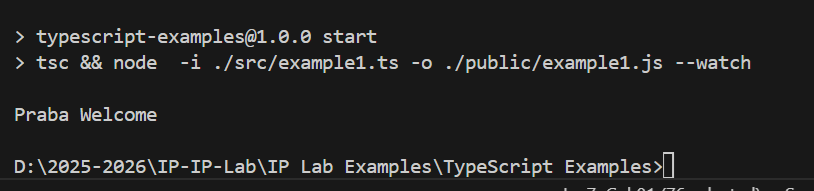 > typescript-examples@1.0.0 start
> tsc && node  -i ./src/example1.ts -o ./public/example1.js --watch
Praba Welcome
D:\2025-2026\IP-IP-Lab\IP Lab Examples\TypeScript Examples>